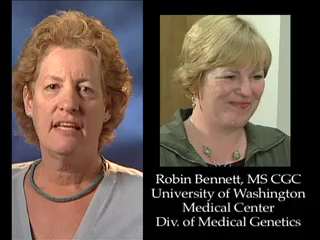 Robin Bennett, MS CGC
University of Washington
Medical Center
Div. of Medical Genetics